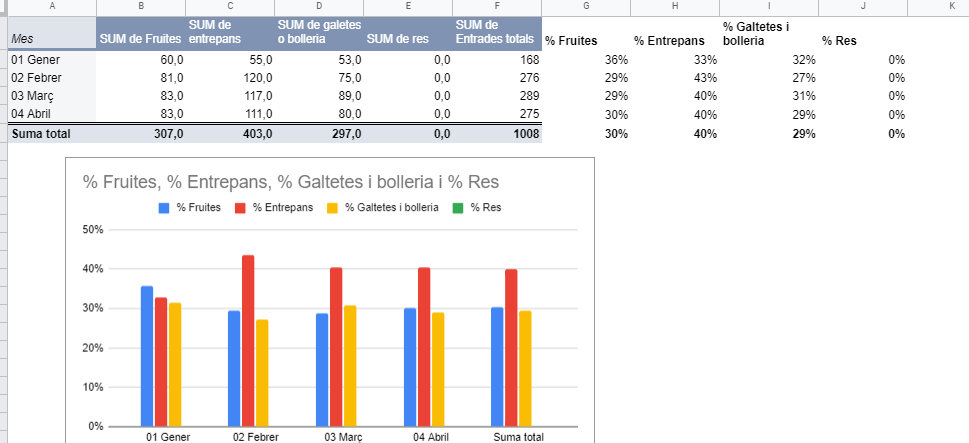 A B C D E F G H I J K
Mes SUM de Fruites SUM de entrepans SUM de galetes o bolleria SUM de res SUM de Entrades totals % Fruites % Entrepans % Galtetes i bolleria % Res
01 Gener 60,0 55,0 53,0 0,0 168 36% 33% 32% 0%
02 Febrer 81,0 120,0 75,0 0,0 276 29% 43% 27% 0%
03 Març 83,0 117,0 89,0 0,0 289 29% 40% 31% 0%
04 Abril 83,0 111,0 80,0 0,0 275 30% 40% 29% 0%
Suma total 307,0 403,0 297,0 0,0 1008 30% 40% 29% 0%
% Fruites, % Entrepans, % Galtetes i bolleria i % Res
% Fruites % Entrepans % Galtetes i bolleria % Res
50%
40%
30%
20%
10%
0%
01 Gener 02 Febrer 03 Març 04 Abril Suma total